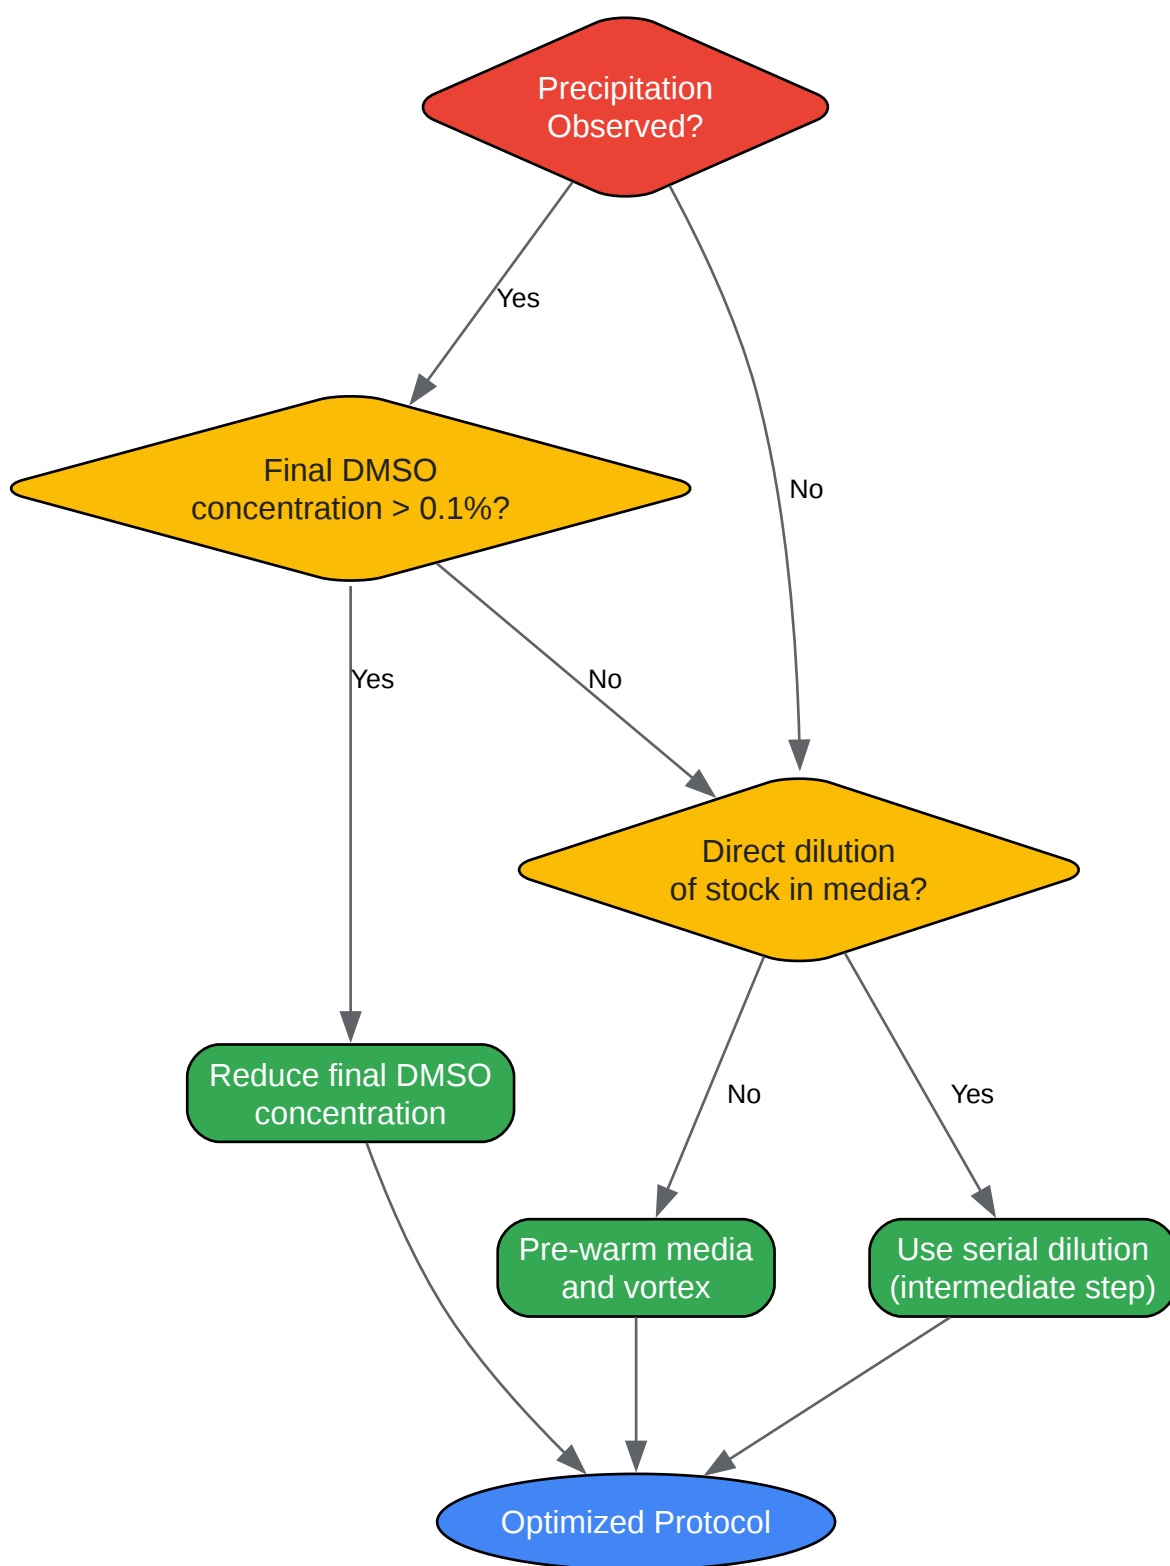 Precipitation
Observed?
Yes
No
Final DMSO
concentration > 0.1%?
Yes
No
Direct dilution
of stock in media?
No
Yes
Reduce final DMSO
concentration
Pre-warm media
and vortex
Use serial dilution
(intermediate step)
Optimized Protocol